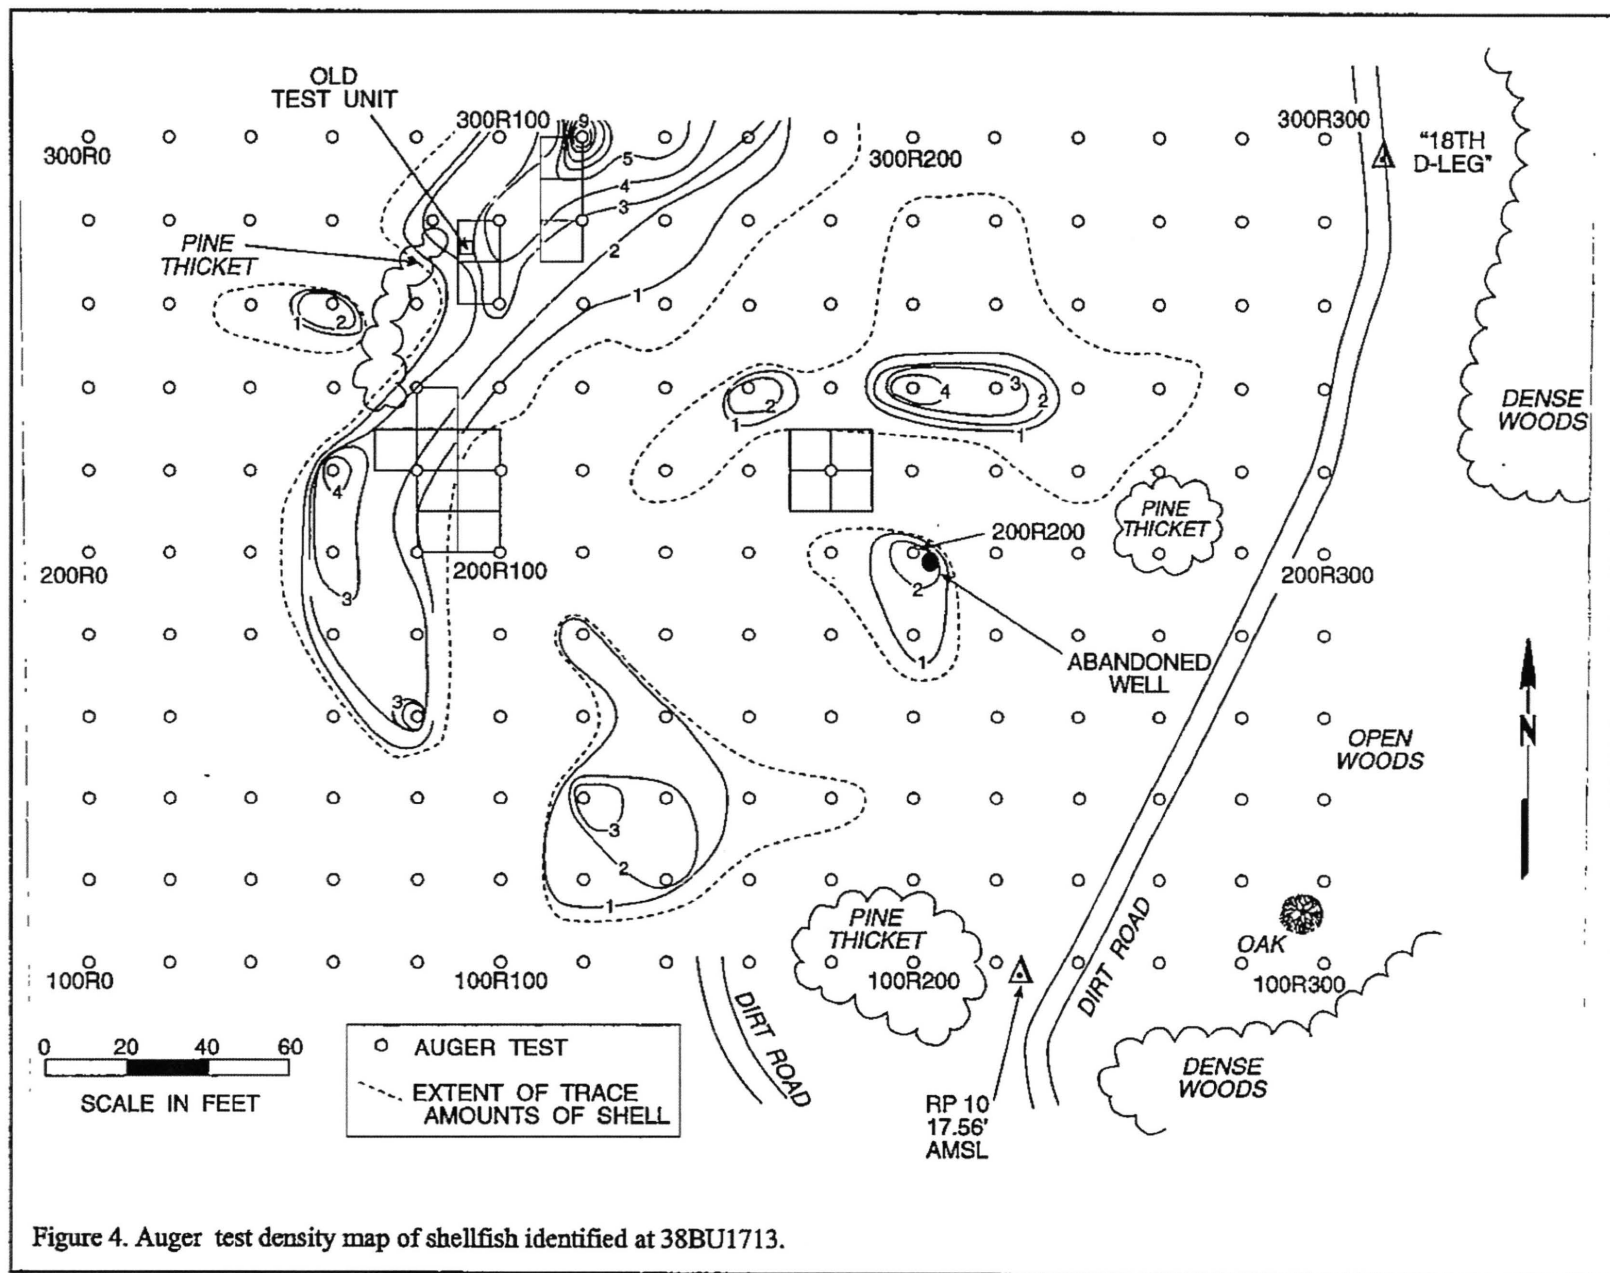 OLD
TEST UNIT
300R0
300R100
9
5
4
3
2
1
300R200
300R300
"18TH
D-LEG"
PINE
THICKET
1
2
2
1
4
3
2
1
DENSE
WOODS
4
3
3
PINE
THICKET
200R200
2
1
ABANDONED
WELL
200R0
200R100
200R300
N
OPEN
WOODS
3
2
1
PINE
THICKET
OAK
DIRT ROAD
DIRT ROAD
100R0
100R100
100R200
100R300
DENSE
WOODS
0 20 40 60
SCALE IN FEET
AUGER TEST
EXTENT OF TRACE
AMOUNTS OF SHELL
RP 10
17.56'
AMSL
Figure 4. Auger test density map of shellfish identified at 38BU1713.